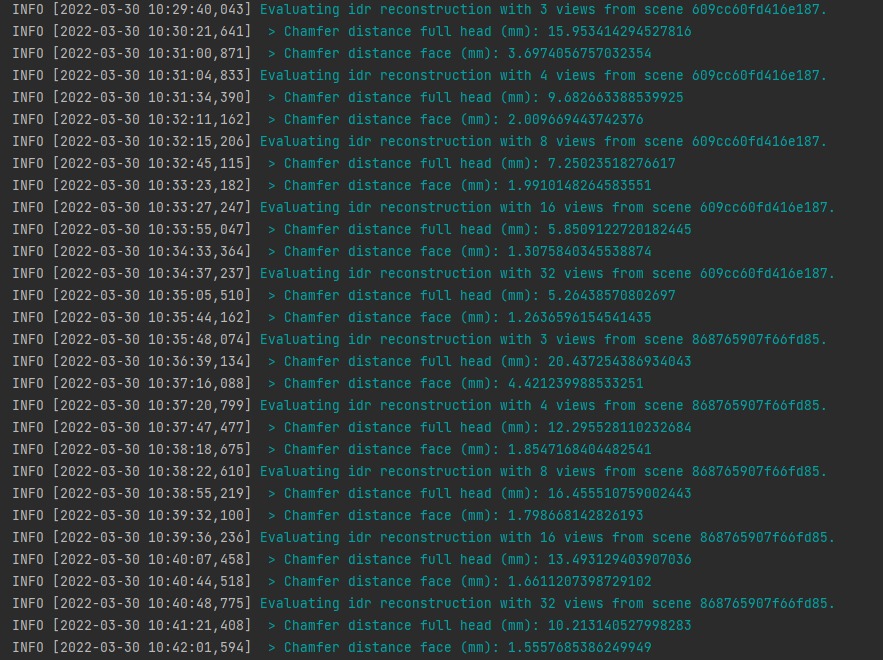 INFO [2022-03-30 10:29:40,043] Evaluating idr reconstruction with 3 views from scene 609cc60fd416e187.
INFO [2022-03-30 10:30:21,641]  > Chamfer distance full head (mm): 15.953414294527816
INFO [2022-03-30 10:31:00,871]  > Chamfer distance face (mm): 3.6974056757032354
INFO [2022-03-30 10:31:04,833] Evaluating idr reconstruction with 4 views from scene 609cc60fd416e187.
INFO [2022-03-30 10:31:34,390]  > Chamfer distance full head (mm): 9.682663388539925
INFO [2022-03-30 10:32:11,162]  > Chamfer distance face (mm): 2.009669443742376
INFO [2022-03-30 10:32:15,206] Evaluating idr reconstruction with 8 views from scene 609cc60fd416e187.
INFO [2022-03-30 10:32:45,115]  > Chamfer distance full head (mm): 7.25023518276617
INFO [2022-03-30 10:33:23,182]  > Chamfer distance face (mm): 1.9910148264583551
INFO [2022-03-30 10:33:27,247] Evaluating idr reconstruction with 16 views from scene 609cc60fd416e187.
INFO [2022-03-30 10:33:55,047]  > Chamfer distance full head (mm): 5.8509122720182445
INFO [2022-03-30 10:34:33,364]  > Chamfer distance face (mm): 1.3075840345538874
INFO [2022-03-30 10:34:37,237] Evaluating idr reconstruction with 32 views from scene 609cc60fd416e187.
INFO [2022-03-30 10:35:05,510]  > Chamfer distance full head (mm): 5.26438570802697
INFO [2022-03-30 10:35:44,162]  > Chamfer distance face (mm): 1.2636596154541435
INFO [2022-03-30 10:35:48,074] Evaluating idr reconstruction with 3 views from scene 868765907f66fd85.
INFO [2022-03-30 10:36:39,134]  > Chamfer distance full head (mm): 20.437254386934043
INFO [2022-03-30 10:37:16,088]  > Chamfer distance face (mm): 4.421239988533251
INFO [2022-03-30 10:37:20,799] Evaluating idr reconstruction with 4 views from scene 868765907f66fd85.
INFO [2022-03-30 10:37:47,477]  > Chamfer distance full head (mm): 12.295528110232684
INFO [2022-03-30 10:38:18,675]  > Chamfer distance face (mm): 1.8547168404482541
INFO [2022-03-30 10:38:22,610] Evaluating idr reconstruction with 8 views from scene 868765907f66fd85.
INFO [2022-03-30 10:38:55,219]  > Chamfer distance full head (mm): 16.455510759002443
INFO [2022-03-30 10:39:32,100]  > Chamfer distance face (mm): 1.798668142826193
INFO [2022-03-30 10:39:36,236] Evaluating idr reconstruction with 16 views from scene 868765907f66fd85.
INFO [2022-03-30 10:40:07,458]  > Chamfer distance full head (mm): 13.493129403907036
INFO [2022-03-30 10:40:44,518]  > Chamfer distance face (mm): 1.6611207398729102
INFO [2022-03-30 10:40:48,775] Evaluating idr reconstruction with 32 views from scene 868765907f66fd85.
INFO [2022-03-30 10:41:21,408]  > Chamfer distance full head (mm): 10.213140527998283
INFO [2022-03-30 10:42:01,594]  > Chamfer distance face (mm): 1.5557685386249949